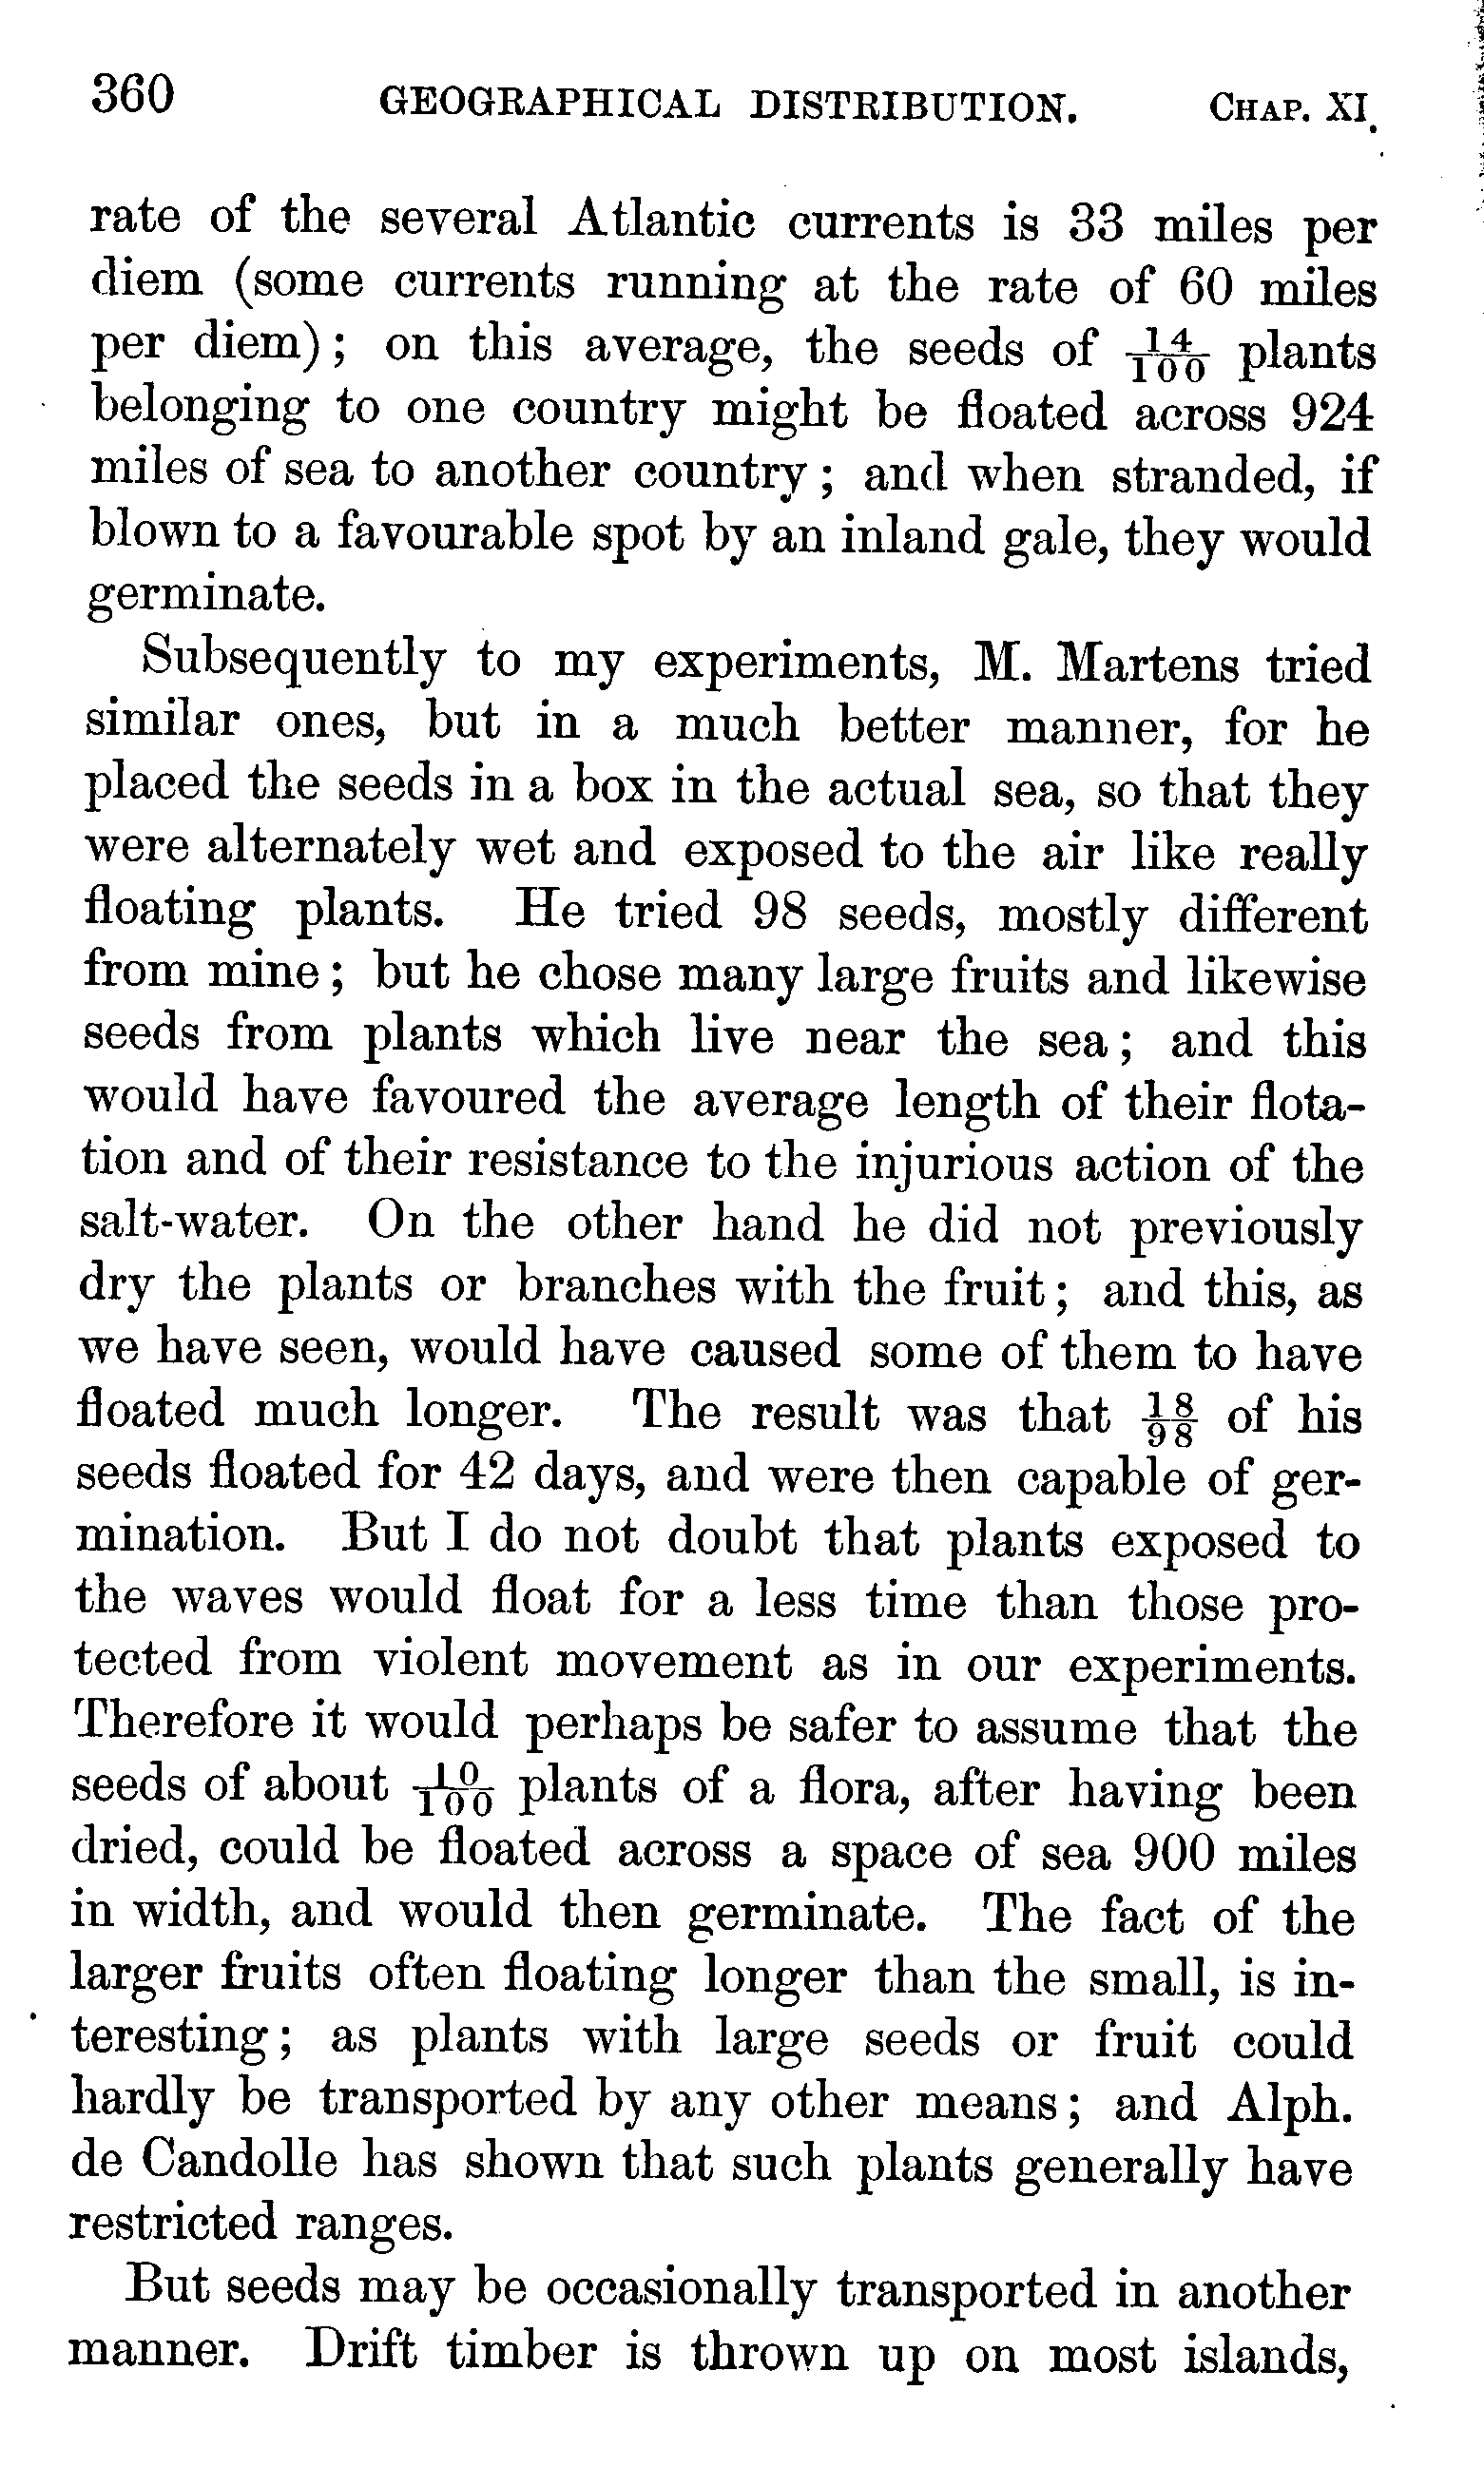 360 GEOGRAPHICAL DISTRIBUTION. CHAP. XI.
rate of the several Atlantic currents is 33 miles per
diem (some currents running at the rate of 60 miles
per diem); on this average, the seeds of 14/100 plants
belonging to one country might be floated across 924
miles of sea to another country; and when stranded, if
blown to a favourable spot by an inland gale, they would
germinate.
Subsequently to my experiments, M. Martens tried
similar ones, but in a much better manner, for he
placed the seeds in a box in the actual sea, so that they
were alternately wet and exposed to the air like really
floating plants. He tried 98 seeds, mostly different
from mine; but he chose many large fruits and likewise
seeds from plants which live near the sea; and this
would have favoured the average length of their flota-
tion and of their resistance to the injurious action of the
salt-water. On the other hand he did not previously
dry the plants or branches with the fruit; and this, as
we have seen, would have caused some of them to have
floated much longer. The result was that 18/98 of his
seeds floated for 42 days, and were then capable of ger-
mination. But I do not doubt that plants exposed to
the waves would float for a less time than those pro-
tected from violent movement as in our experiments.
Therefore it would perhaps be safer to assume that the
seeds of about 10/100 plants of a flora, after having been
dried, could be floated across a space of sea 900 miles
in width, and would then germinate. The fact of the
larger fruits often floating longer than the small, is in-
teresting; as plants with large seeds or fruit could
hardly be transported by any other means; and Alph.
de Candolle has shown that such plants generally have
restricted ranges.
But seeds may be occasionally transported in another
manner. Drift timber is thrown up on most islands,